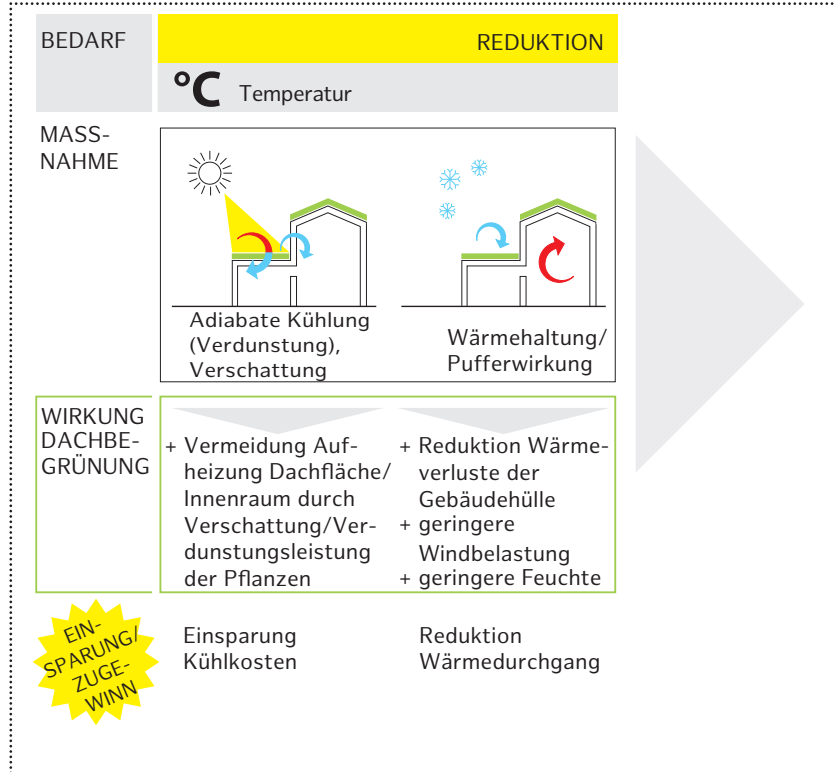 BEDARF
REDUKTION
°C Temperatur
MASS-
NAHME
Adiabate Kühlung
(Verdunstung),
Verschattung
Wärmehaltung/
Pufferwirkung
WIRKUNG
DACHBE-
GRÜNUNG
+ Vermeidung Auf-
heizung Dachfläche/
Innenraum durch
Verschattung/Ver-
dunstungsleistung
der Pflanzen
+ Reduktion Wärme-
verluste der
Gebäudehülle
+ geringere
Windbelastung
+ geringere Feuchte
EIN-
SPARUNG/
ZUGE-
WINN
Einsparung
Kühlkosten
Reduktion
Wärmedurchgang